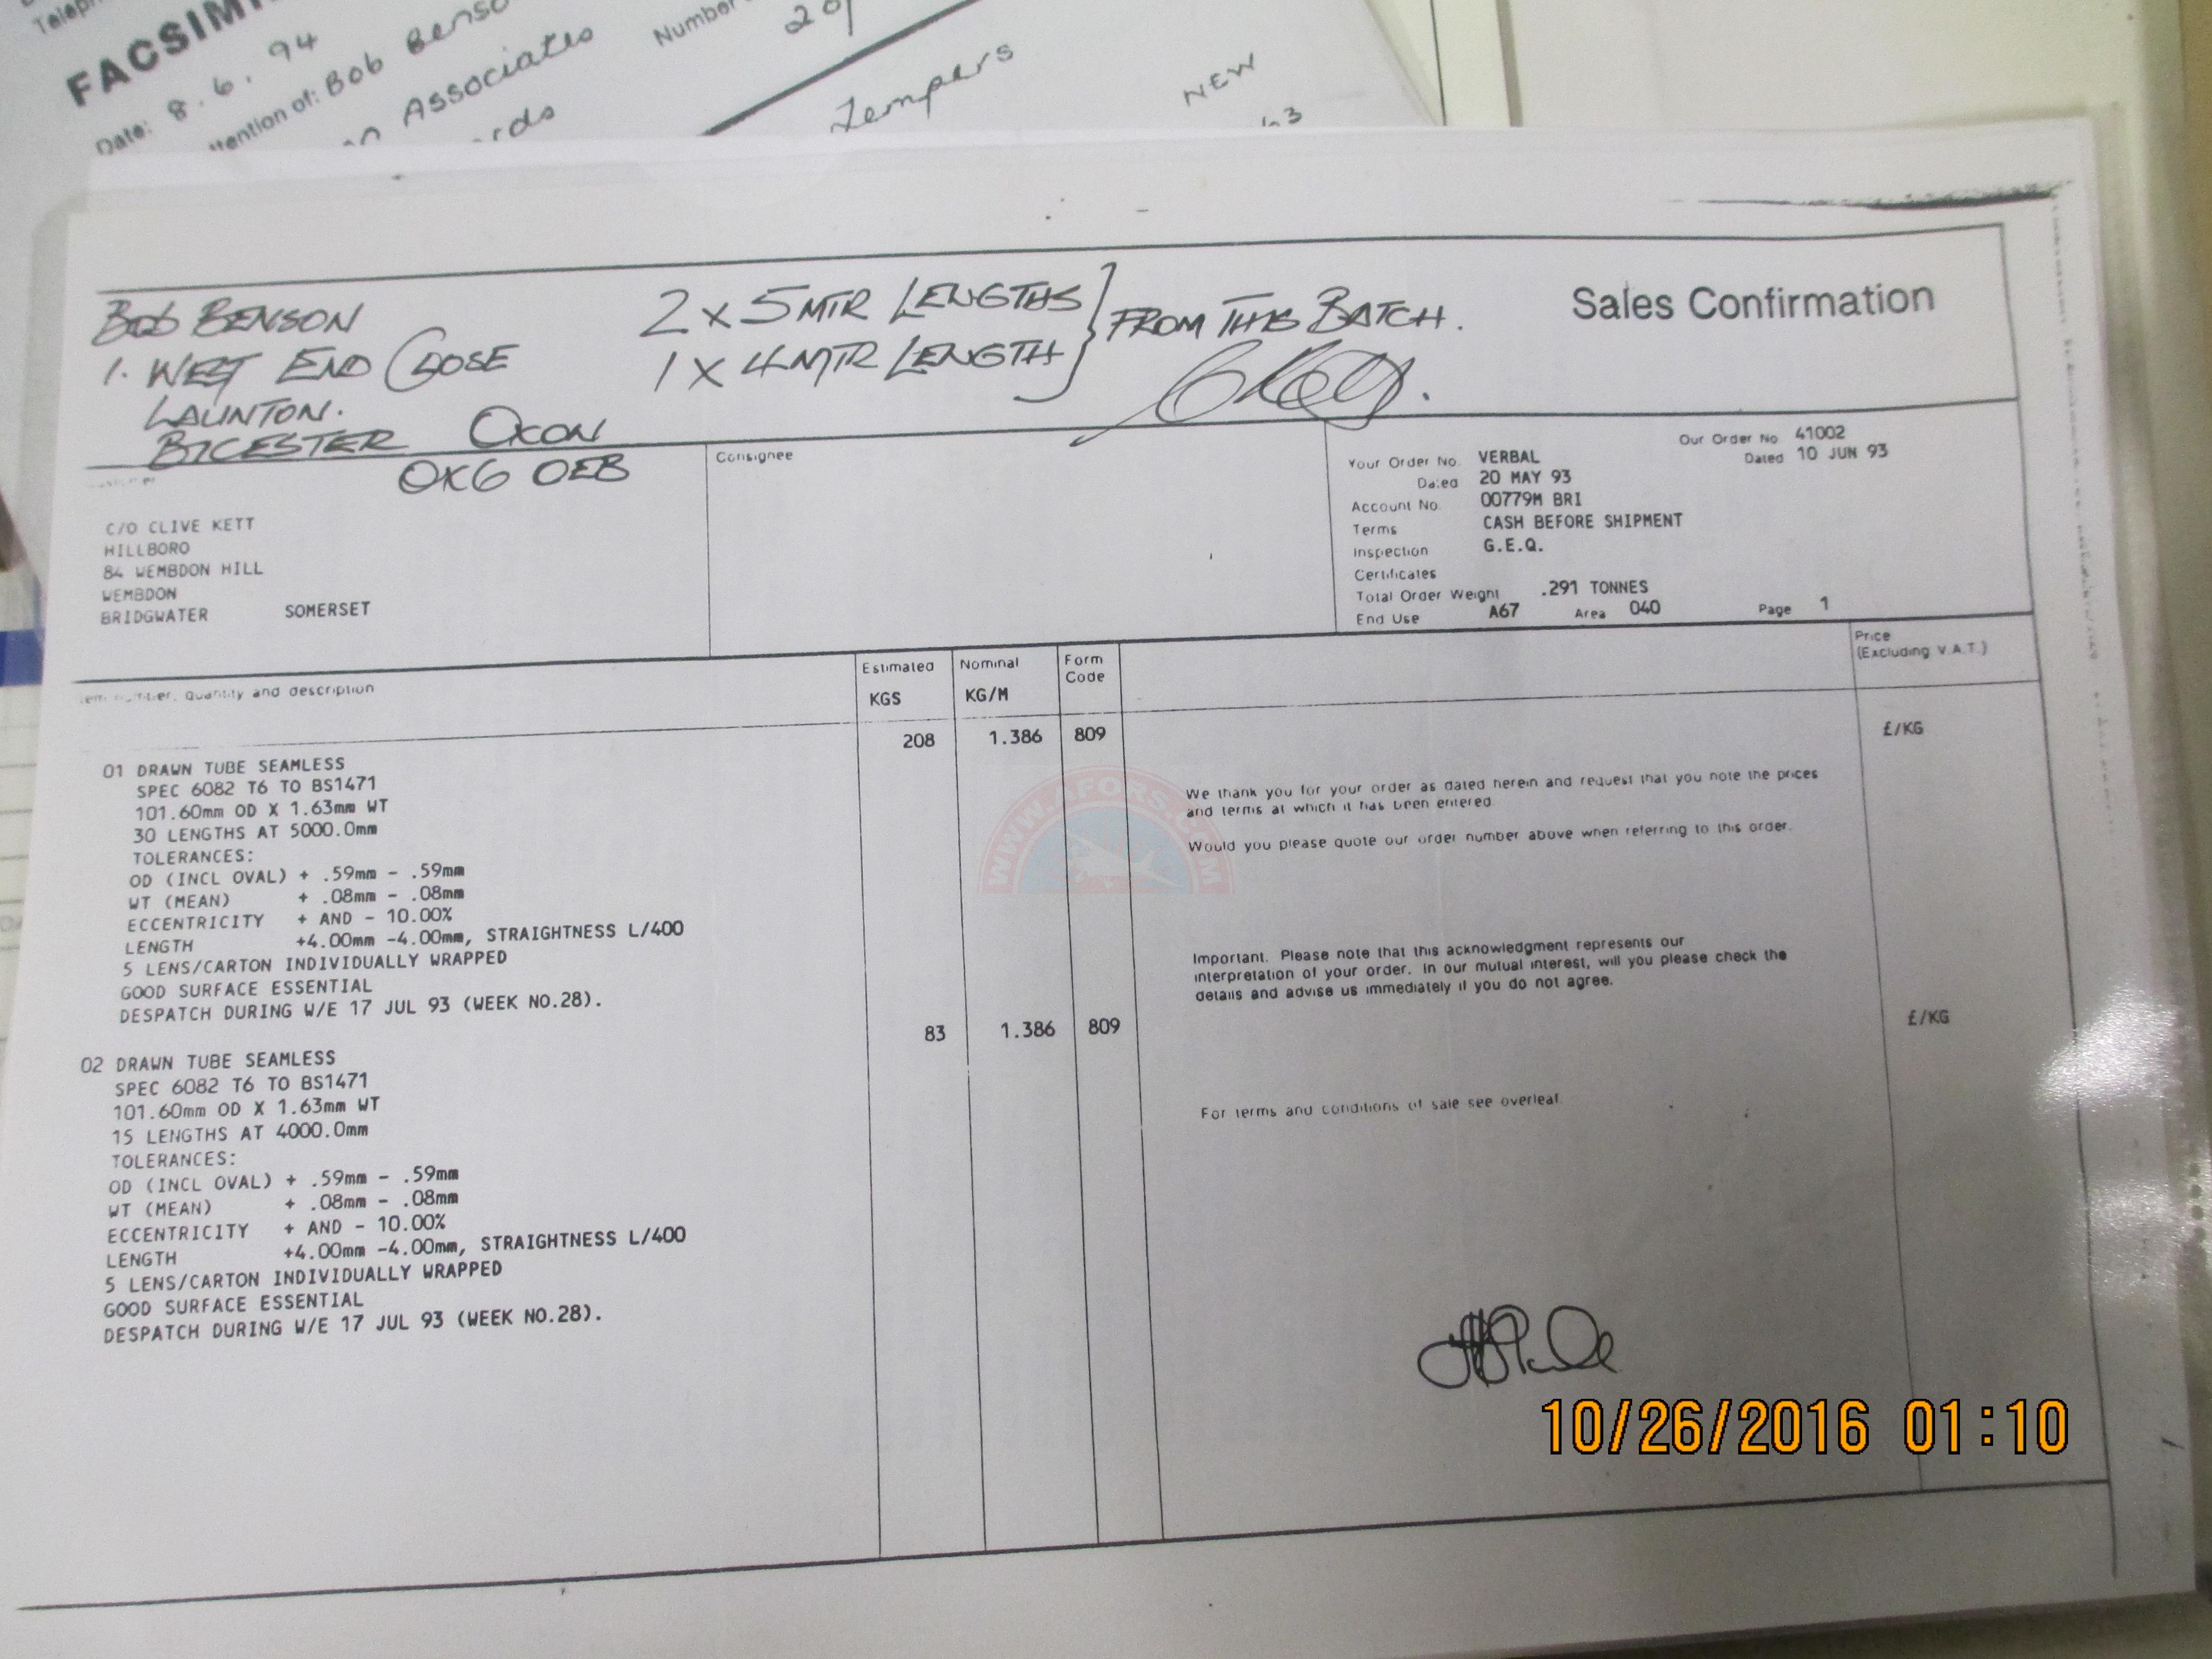 FACSIMI
Date: 8.6.94
Number
Bob Benso
Associates
rds
Tempers
NEW
Sales Confirmation
BOB BENSON
1. WEST END CLOSE
LAUNTON.
BICESTER OXON
OX6 0EB
2 x 5 MTR LENGTHS
1 x 4 MTR LENGTH
FROM THIS BATCH.
Consignee
Your Order No. VERBAL
Dated 20 MAY 93
Our Order No. 41002
Dated 10 JUN 93
Account No. 00779M BRI
Terms CASH BEFORE SHIPMENT
Inspection G.E.Q.
Certificates
Total Order Weight .291 TONNES
End Use A67 Area 040 Page 1
C/O CLIVE KETT
HILLBORO
84 WEMBDON HILL
WEMBDON
BRIDGWATER SOMERSET
number, quantity and description
Estimated KGS
Nominal KG/M
Form Code
Price (Excluding V.A.T.)
208 1.386 809 £/KG
01 DRAWN TUBE SEAMLESS
SPEC 6082 T6 TO BS1471
101.60mm OD X 1.63mm WT
30 LENGTHS AT 5000.0mm
TOLERANCES:
OD (INCL OVAL) + .59mm - .59mm
WT (MEAN) + .08mm - .08mm
ECCENTRICITY + AND - 10.00%
LENGTH +4.00mm -4.00mm, STRAIGHTNESS L/400
5 LENS/CARTON INDIVIDUALLY WRAPPED
GOOD SURFACE ESSENTIAL
DESPATCH DURING W/E 17 JUL 93 (WEEK NO.28).
83 1.386 809 £/KG
02 DRAWN TUBE SEAMLESS
SPEC 6082 T6 TO BS1471
101.60mm OD X 1.63mm WT
15 LENGTHS AT 4000.0mm
TOLERANCES:
OD (INCL OVAL) + .59mm - .59mm
WT (MEAN) + .08mm - .08mm
ECCENTRICITY + AND - 10.00%
LENGTH +4.00mm -4.00mm, STRAIGHTNESS L/400
5 LENS/CARTON INDIVIDUALLY WRAPPED
GOOD SURFACE ESSENTIAL
DESPATCH DURING W/E 17 JUL 93 (WEEK NO.28).
We thank you for your order as dated herein and request that you note the prices
and terms at which it has been entered.
Would you please quote our order number above when referring to this order.
Important. Please note that this acknowledgment represents our
interpretation of your order. In our mutual interest, will you please check the
details and advise us immediately if you do not agree.
For terms and conditions of sale see overleaf.
WWW.AFORS.COM
10/26/2016 01:10